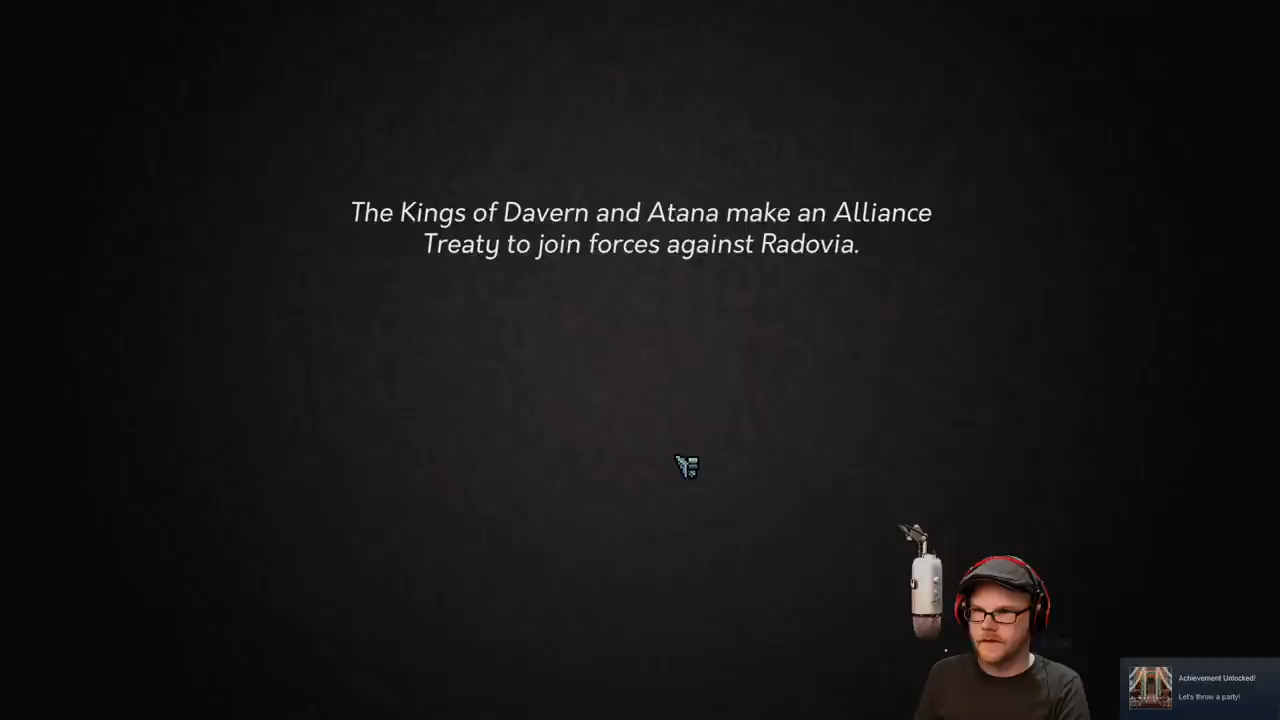 The Kings of Davern and Atana make an Alliance
Treaty to join forces against Radovia.
Achievement Unlocked!
Let's throw a party!